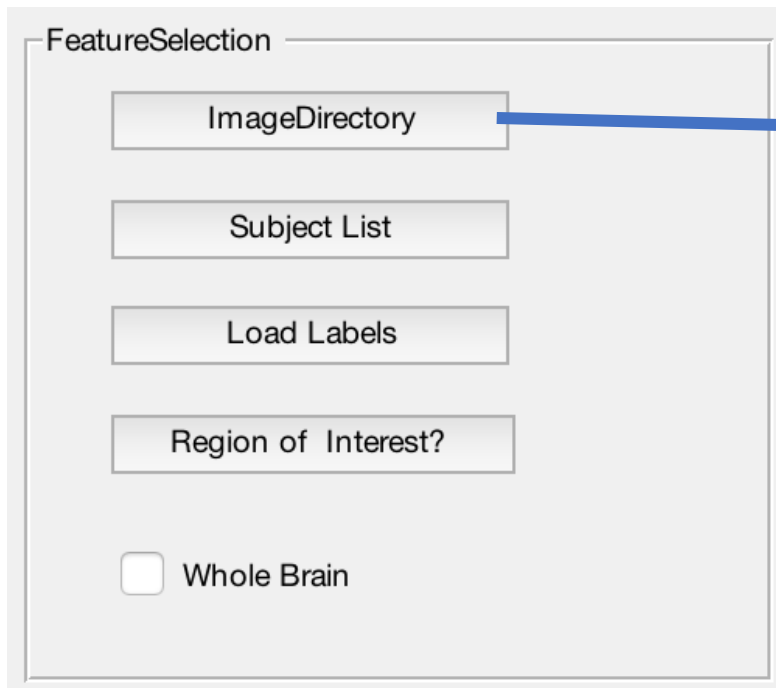 FeatureSelection
ImageDirectory
Subject List
Load Labels
Region of Interest?
Whole Brain